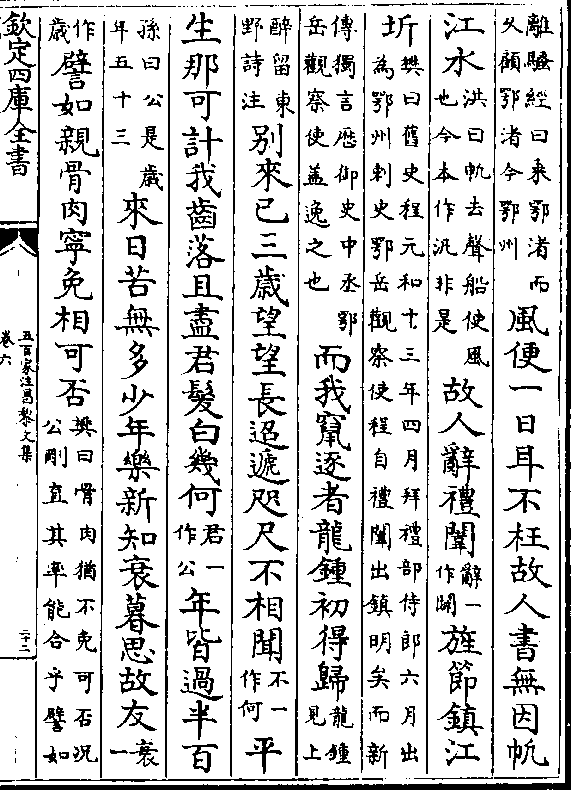 離騷經曰乗鄂渚而
反顧鄂渚今鄂州
風便一日耳不枉故人書無因帆
江水
洪曰帆去聲船使風
也今本作汎非是
故人辭禮闈
辭一
作闢
旌節鎮江
圻
樊曰舊史程元和十三年四月拜禮部侍郎六月出
為鄂州剌史鄂岳觀察使程自禮闈出鎮明矣而新
傳獨言歴御史中丞鄂
岳觀察使盖逸之也
而我竄逐者龍鍾初得歸
龍鍾
見上
醉留東
野詩注
別來已三歲望望長迢遞咫尺不相聞
不一
作何
平
生那可計我齒落且盡君髮白幾何
君一
作公
年皆過半百
孫曰公是歲
年五十三
來日苦無多少年樂新知衰暮思故友
衰
一
作
歲
譬如親骨肉寧免相可否
樊曰骨肉猶不免可否況
公剛直其率能合乎譬如
欽定四庫全書
五百家注昌黎文集
卷六
二十二